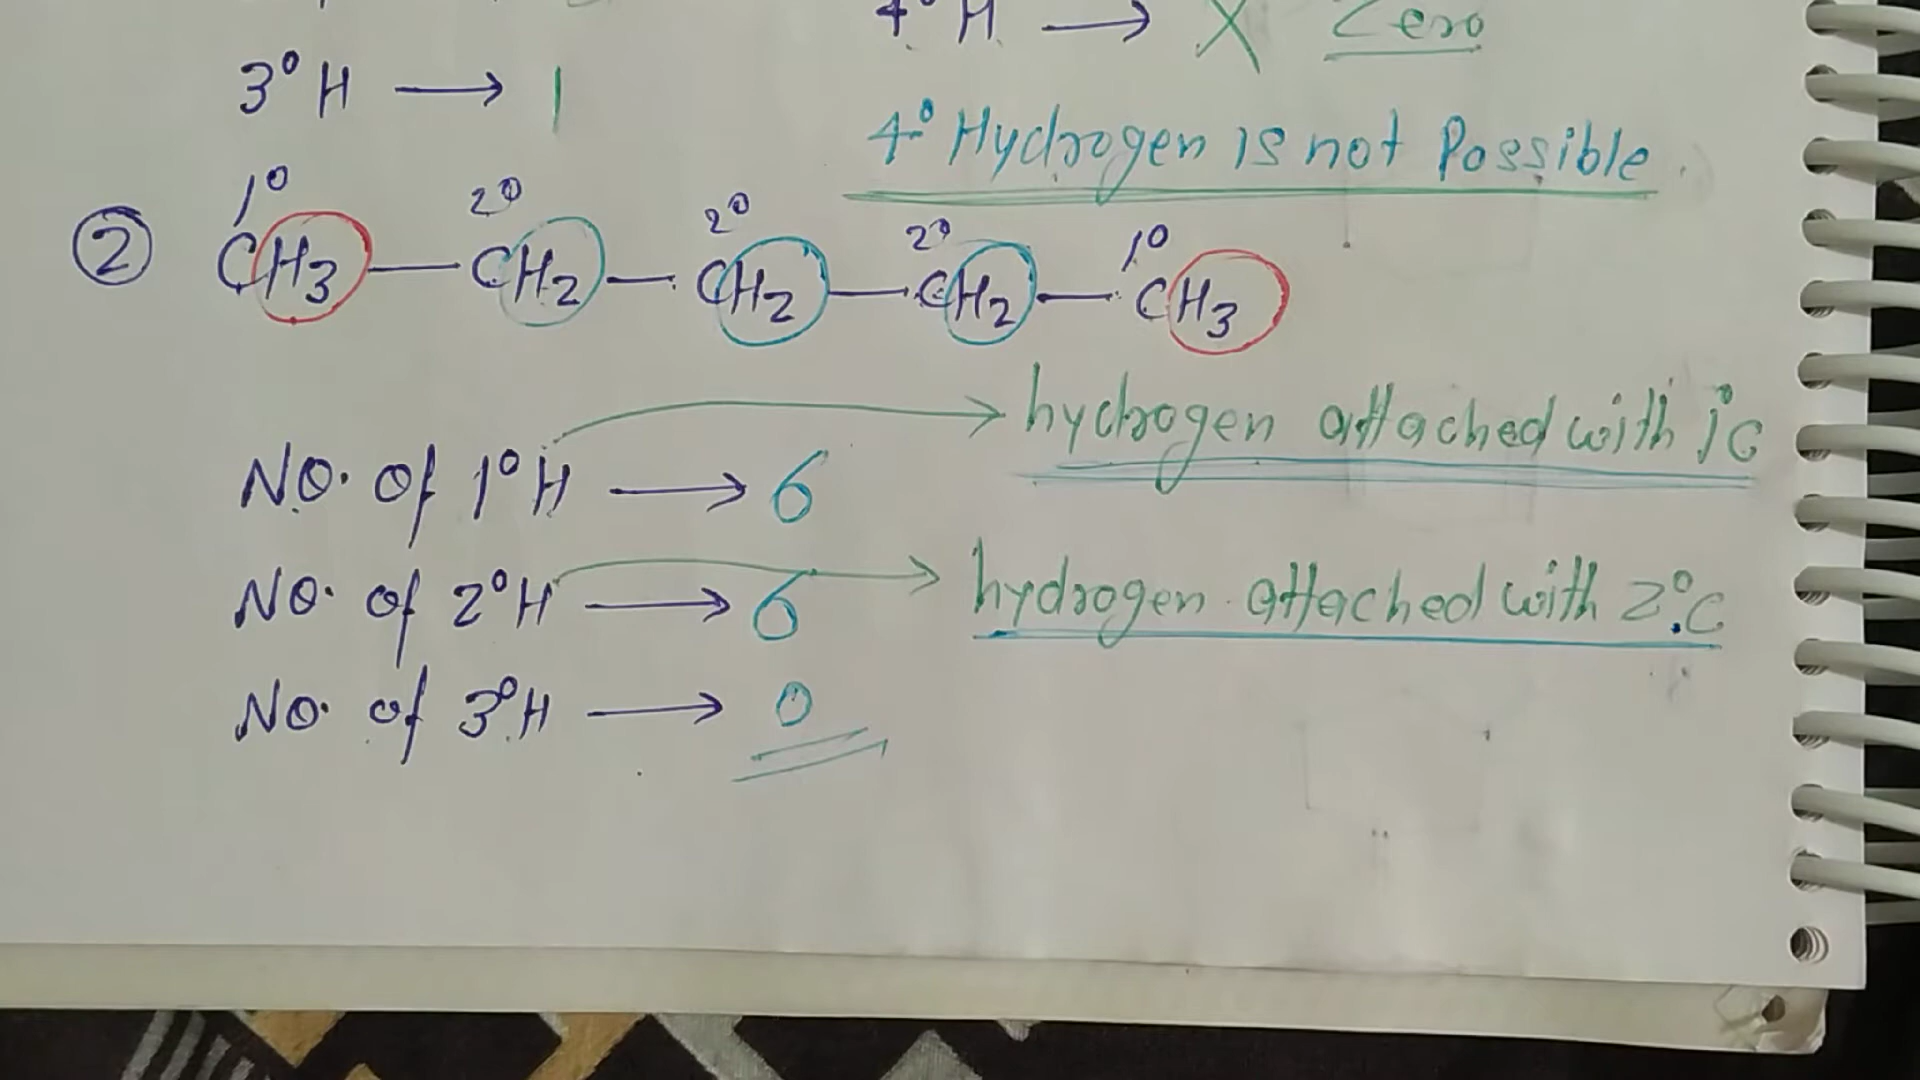 4° H → X Zero
3° H → 1
4° Hydrogen is not Possible
1° 2° 2° 2° 1°
② CH3 — CH2 — CH2 — CH2 — CH3
→ hydrogen attached with 1°C
No. of 1° H → 6
No. of 2° H → 6 → hydrogen attached with 2°C
No. of 3° H → 0